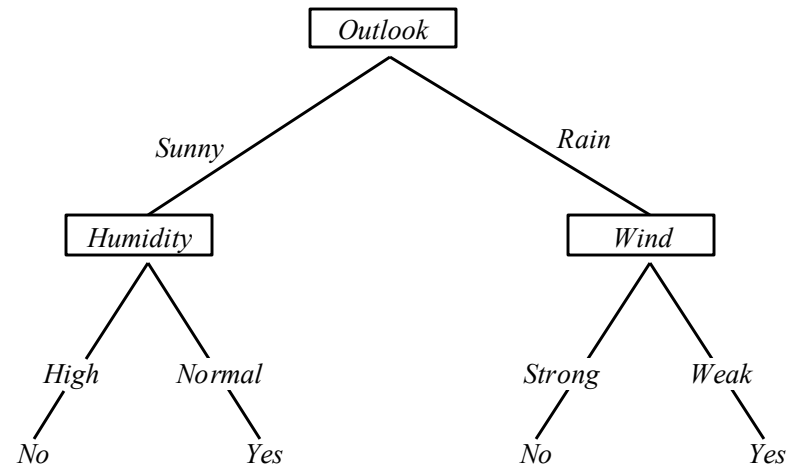 Outlook
Sunny
Rain
Humidity
Wind
High
Normal
Strong
Weak
No
Yes
No
Yes